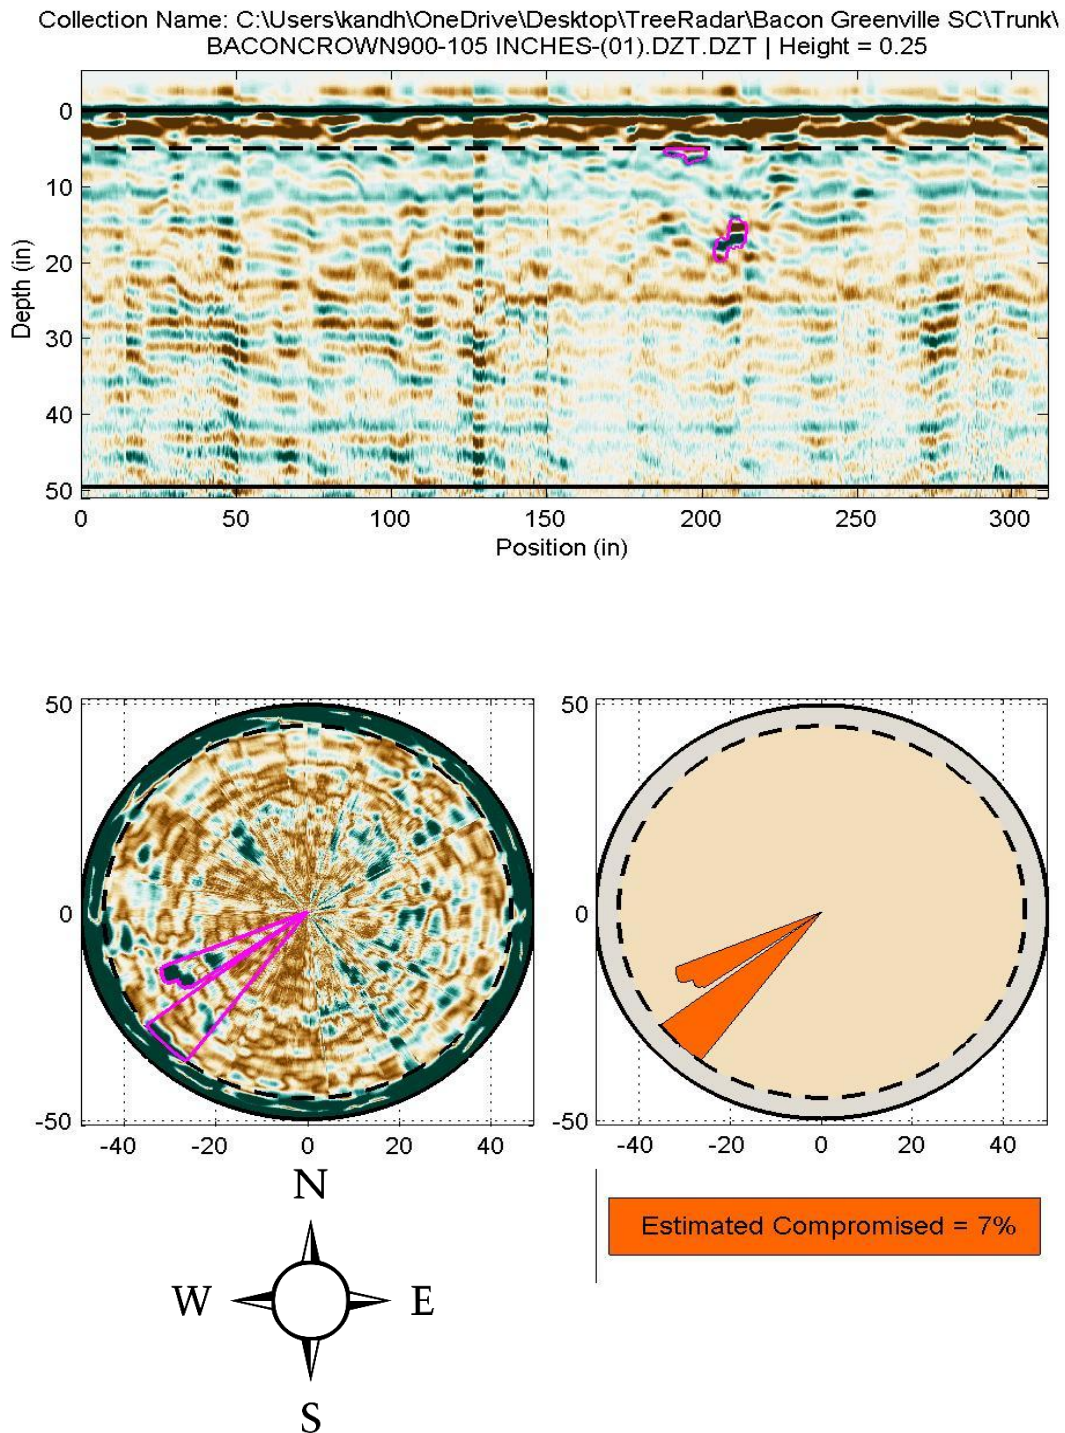 Collection Name: C:\Users\kandh\OneDrive\Desktop\TreeRadar\Bacon Greenville SC\Trunk\
BACONCROWN900-105 INCHES-(01).DZT.DZT | Height = 0.25
0
10
20
30
40
50
Depth (in)
0 50 100 150 200 250 300
Position (in)
50
0
-50
-40 -20 0 20 40
50
0
-50
-40 -20 0 20 40
N
W E
S
Estimated Compromised = 7%